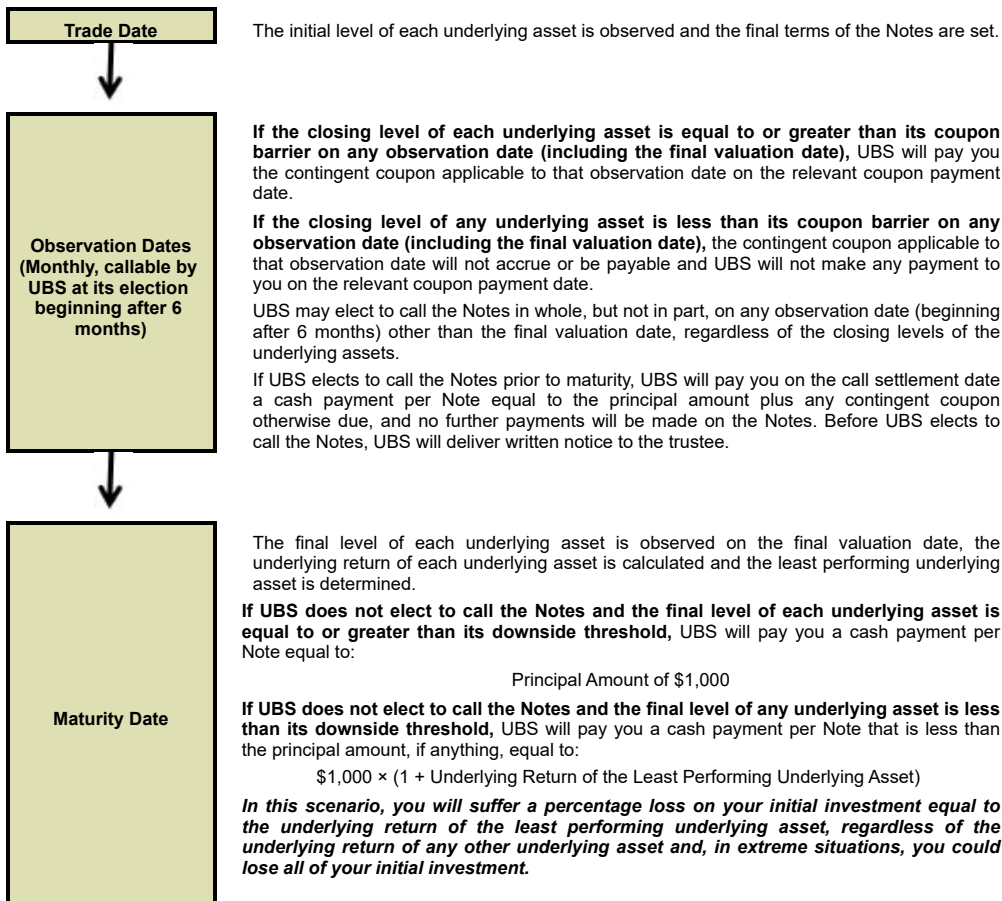 Trade Date
The initial level of each underlying asset is observed and the final terms of the Notes are set.
Observation Dates
(Monthly, callable by
UBS at its election
beginning after 6
months)
If the closing level of each underlying asset is equal to or greater than its coupon
barrier on any observation date (including the final valuation date), UBS will pay you
the contingent coupon applicable to that observation date on the relevant coupon payment
date.
If the closing level of any underlying asset is less than its coupon barrier on any
observation date (including the final valuation date), the contingent coupon applicable to
that observation date will not accrue or be payable and UBS will not make any payment to
you on the relevant coupon payment date.
UBS may elect to call the Notes in whole, but not in part, on any observation date (beginning
after 6 months) other than the final valuation date, regardless of the closing levels of the
underlying assets.
If UBS elects to call the Notes prior to maturity, UBS will pay you on the call settlement date
a cash payment per Note equal to the principal amount plus any contingent coupon
otherwise due, and no further payments will be made on the Notes. Before UBS elects to
call the Notes, UBS will deliver written notice to the trustee.
Maturity Date
The final level of each underlying asset is observed on the final valuation date, the
underlying return of each underlying asset is calculated and the least performing underlying
asset is determined.
If UBS does not elect to call the Notes and the final level of each underlying asset is
equal to or greater than its downside threshold, UBS will pay you a cash payment per
Note equal to:
Principal Amount of $1,000
If UBS does not elect to call the Notes and the final level of any underlying asset is less
than its downside threshold, UBS will pay you a cash payment per Note that is less than
the principal amount, if anything, equal to:
$1,000 × (1 + Underlying Return of the Least Performing Underlying Asset)
In this scenario, you will suffer a percentage loss on your initial investment equal to
the underlying return of the least performing underlying asset, regardless of the
underlying return of any other underlying asset and, in extreme situations, you could
lose all of your initial investment.